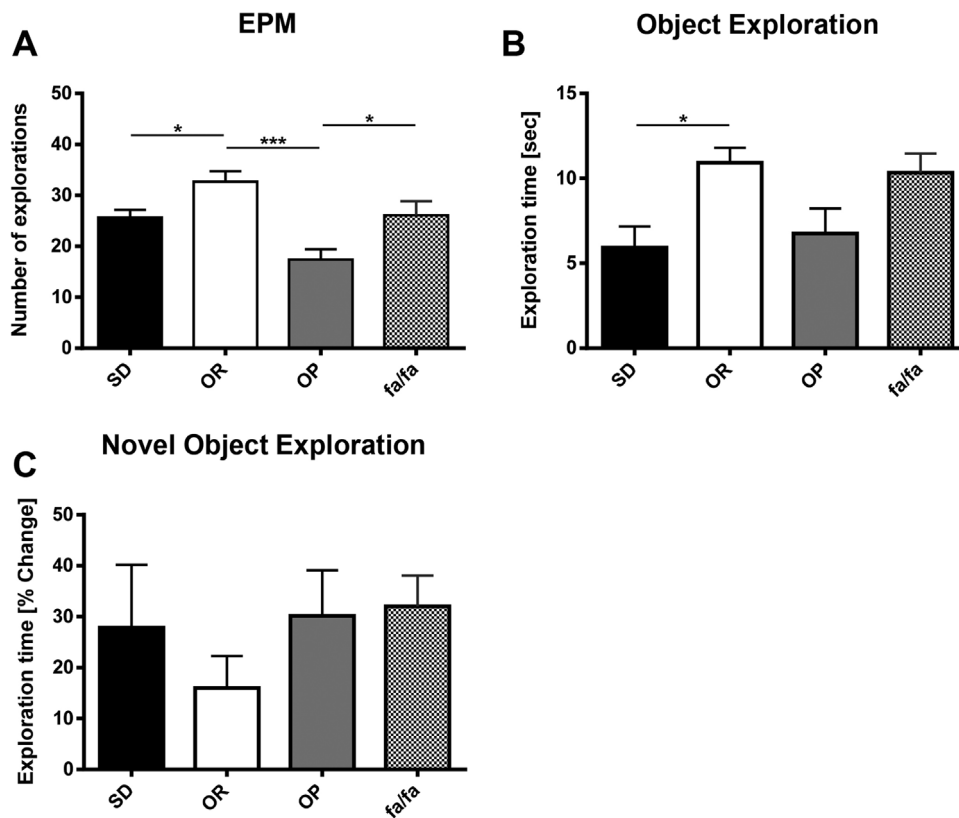 A
EPM
Number of explorations
50
40
30
20
10
0
*
***
*
SD
OR
OP
fa/fa
B
Object Exploration
Exploration time [sec]
15
10
5
0
*
SD
OR
OP
fa/fa
C
Novel Object Exploration
Exploration time [% Change]
50
40
30
20
10
0
SD
OR
OP
fa/fa